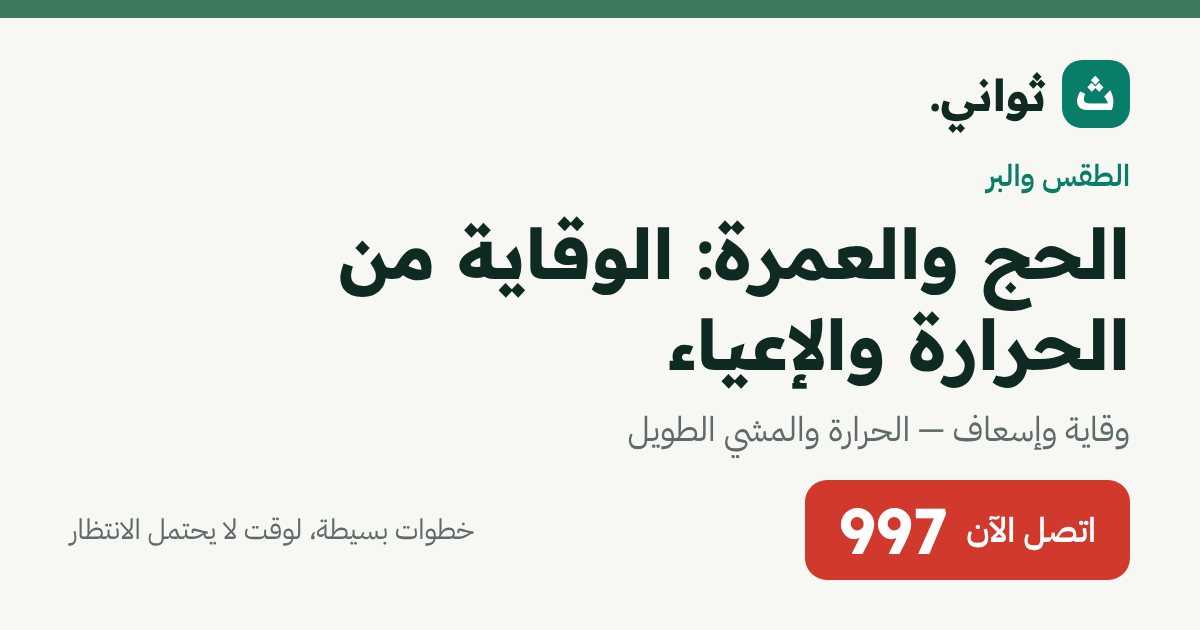 ث
ثواني.
الطقس والبر
الحج والعمرة: الوقاية من
الحرارة والإعياء
وقاية وإسعاف — الحرارة والمشي الطويل
اتصل الآن 997
خطوات بسيطة، لوقت لا يحتمل الانتظار